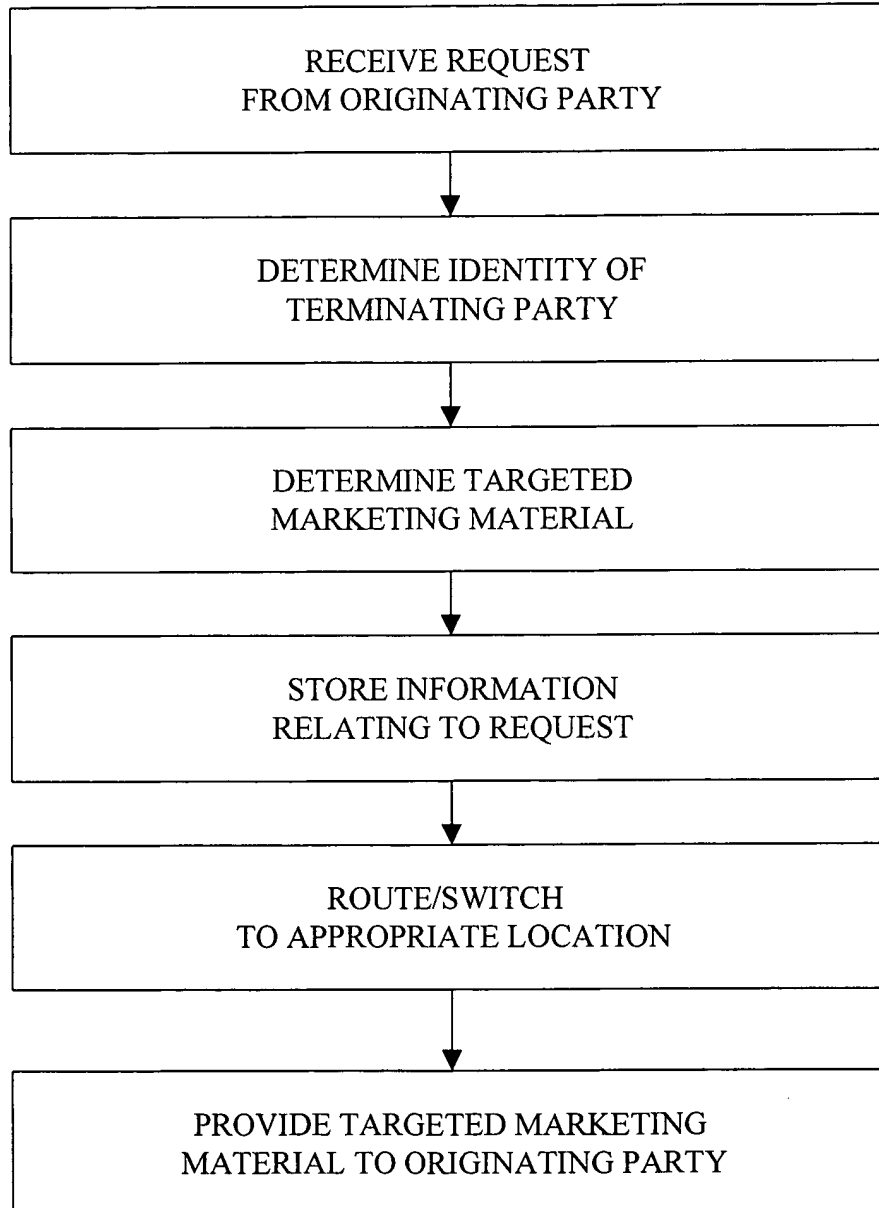 RECEIVE REQUEST
FROM ORIGINATING PARTY
DETERMINE IDENTITY OF
TERMINATING PARTY
DETERMINE TARGETED
MARKETING MATERIAL
STORE INFORMATION
RELATING TO REQUEST
ROUTE/SWITCH
TO APPROPRIATE LOCATION
PROVIDE TARGETED MARKETING
MATERIAL TO ORIGINATING PARTY